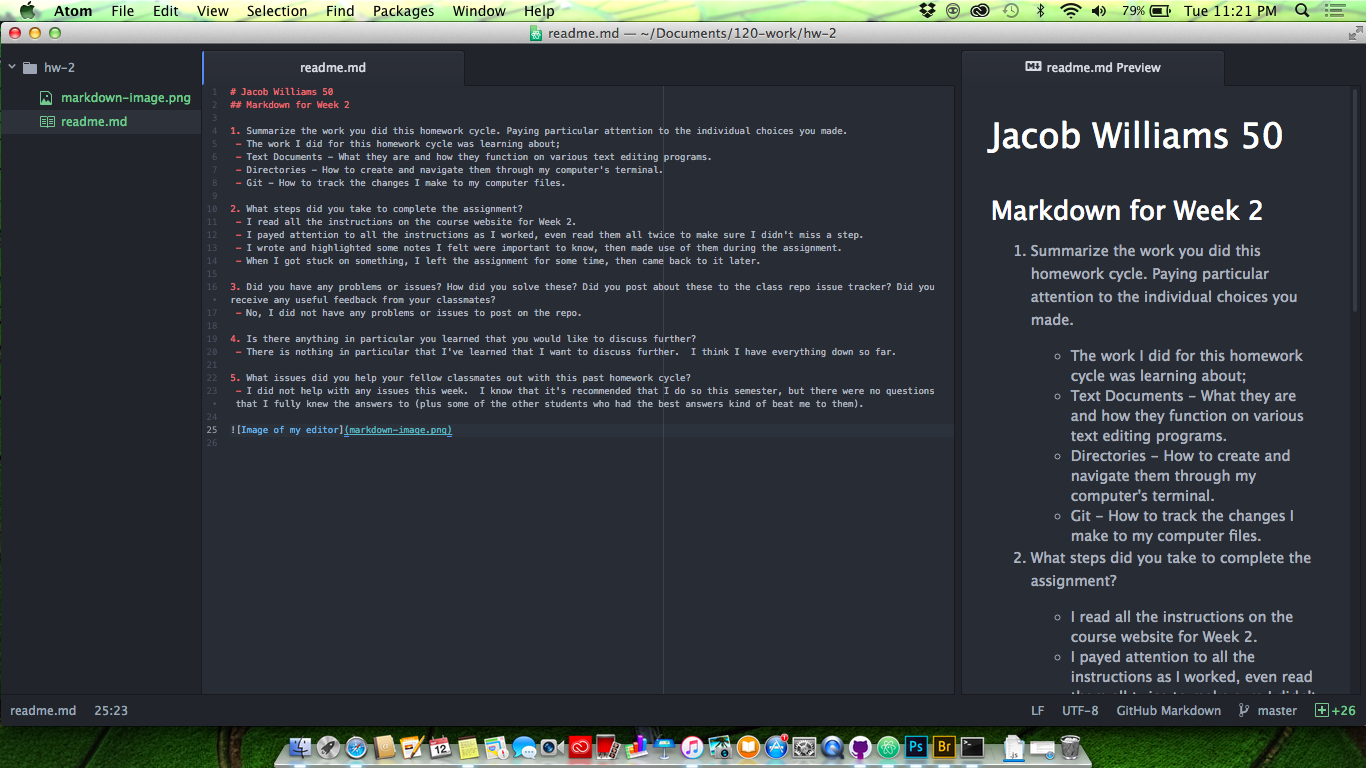 Atom File Edit View Selection Find Packages Window Help 79% Tue 11:21 PM
readme.md — ~/Documents/120-work/hw-2
hw-2
markdown-image.png
readme.md
readme.md
1 # Jacob Williams 50
2 ## Markdown for Week 2
3
4 1. Summarize the work you did this homework cycle. Paying particular attention to the individual choices you made.
5 - The work I did for this homework cycle was learning about;
6 - Text Documents - What they are and how they function on various text editing programs.
7 - Directories - How to create and navigate them through my computer's terminal.
8 - Git - How to track the changes I make to my computer files.
9
10 2. What steps did you take to complete the assignment?
11 - I read all the instructions on the course website for Week 2.
12 - I payed attention to all the instructions as I worked, even read them all twice to make sure I didn't miss a step.
13 - I wrote and highlighted some notes I felt were important to know, then made use of them during the assignment.
14 - When I got stuck on something, I left the assignment for some time, then came back to it later.
15
16 3. Did you have any problems or issues? How did you solve these? Did you post about these to the class repo issue tracker? Did you
• receive any useful feedback from your classmates?
17 - No, I did not have any problems or issues to post on the repo.
18
19 4. Is there anything in particular you learned that you would like to discuss further?
20 - There is nothing in particular that I've learned that I want to discuss further.  I think I have everything down so far.
21
22 5. What issues did you help your fellow classmates out with this past homework cycle?
23 - I did not help with any issues this week.  I know that it's recommended that I do so this semester, but there were no questions
• that I fully knew the answers to (plus some of the other students who had the best answers kind of beat me to them).
24
25 ![Image of my editor](markdown-image.png)
26
readme.md Preview
Jacob Williams 50
Markdown for Week 2
1. Summarize the work you did this
homework cycle. Paying particular
attention to the individual choices you
made.
The work I did for this homework
cycle was learning about;
Text Documents - What they are
and how they function on various
text editing programs.
Directories - How to create and
navigate them through my
computer's terminal.
Git - How to track the changes I
make to my computer files.
2. What steps did you take to complete the
assignment?
I read all the instructions on the
course website for Week 2.
I payed attention to all the
instructions as I worked, even read
them all twice to make sure I didn't
readme.md 25:23 LF UTF-8 GitHub Markdown master +26
12
Ps Br